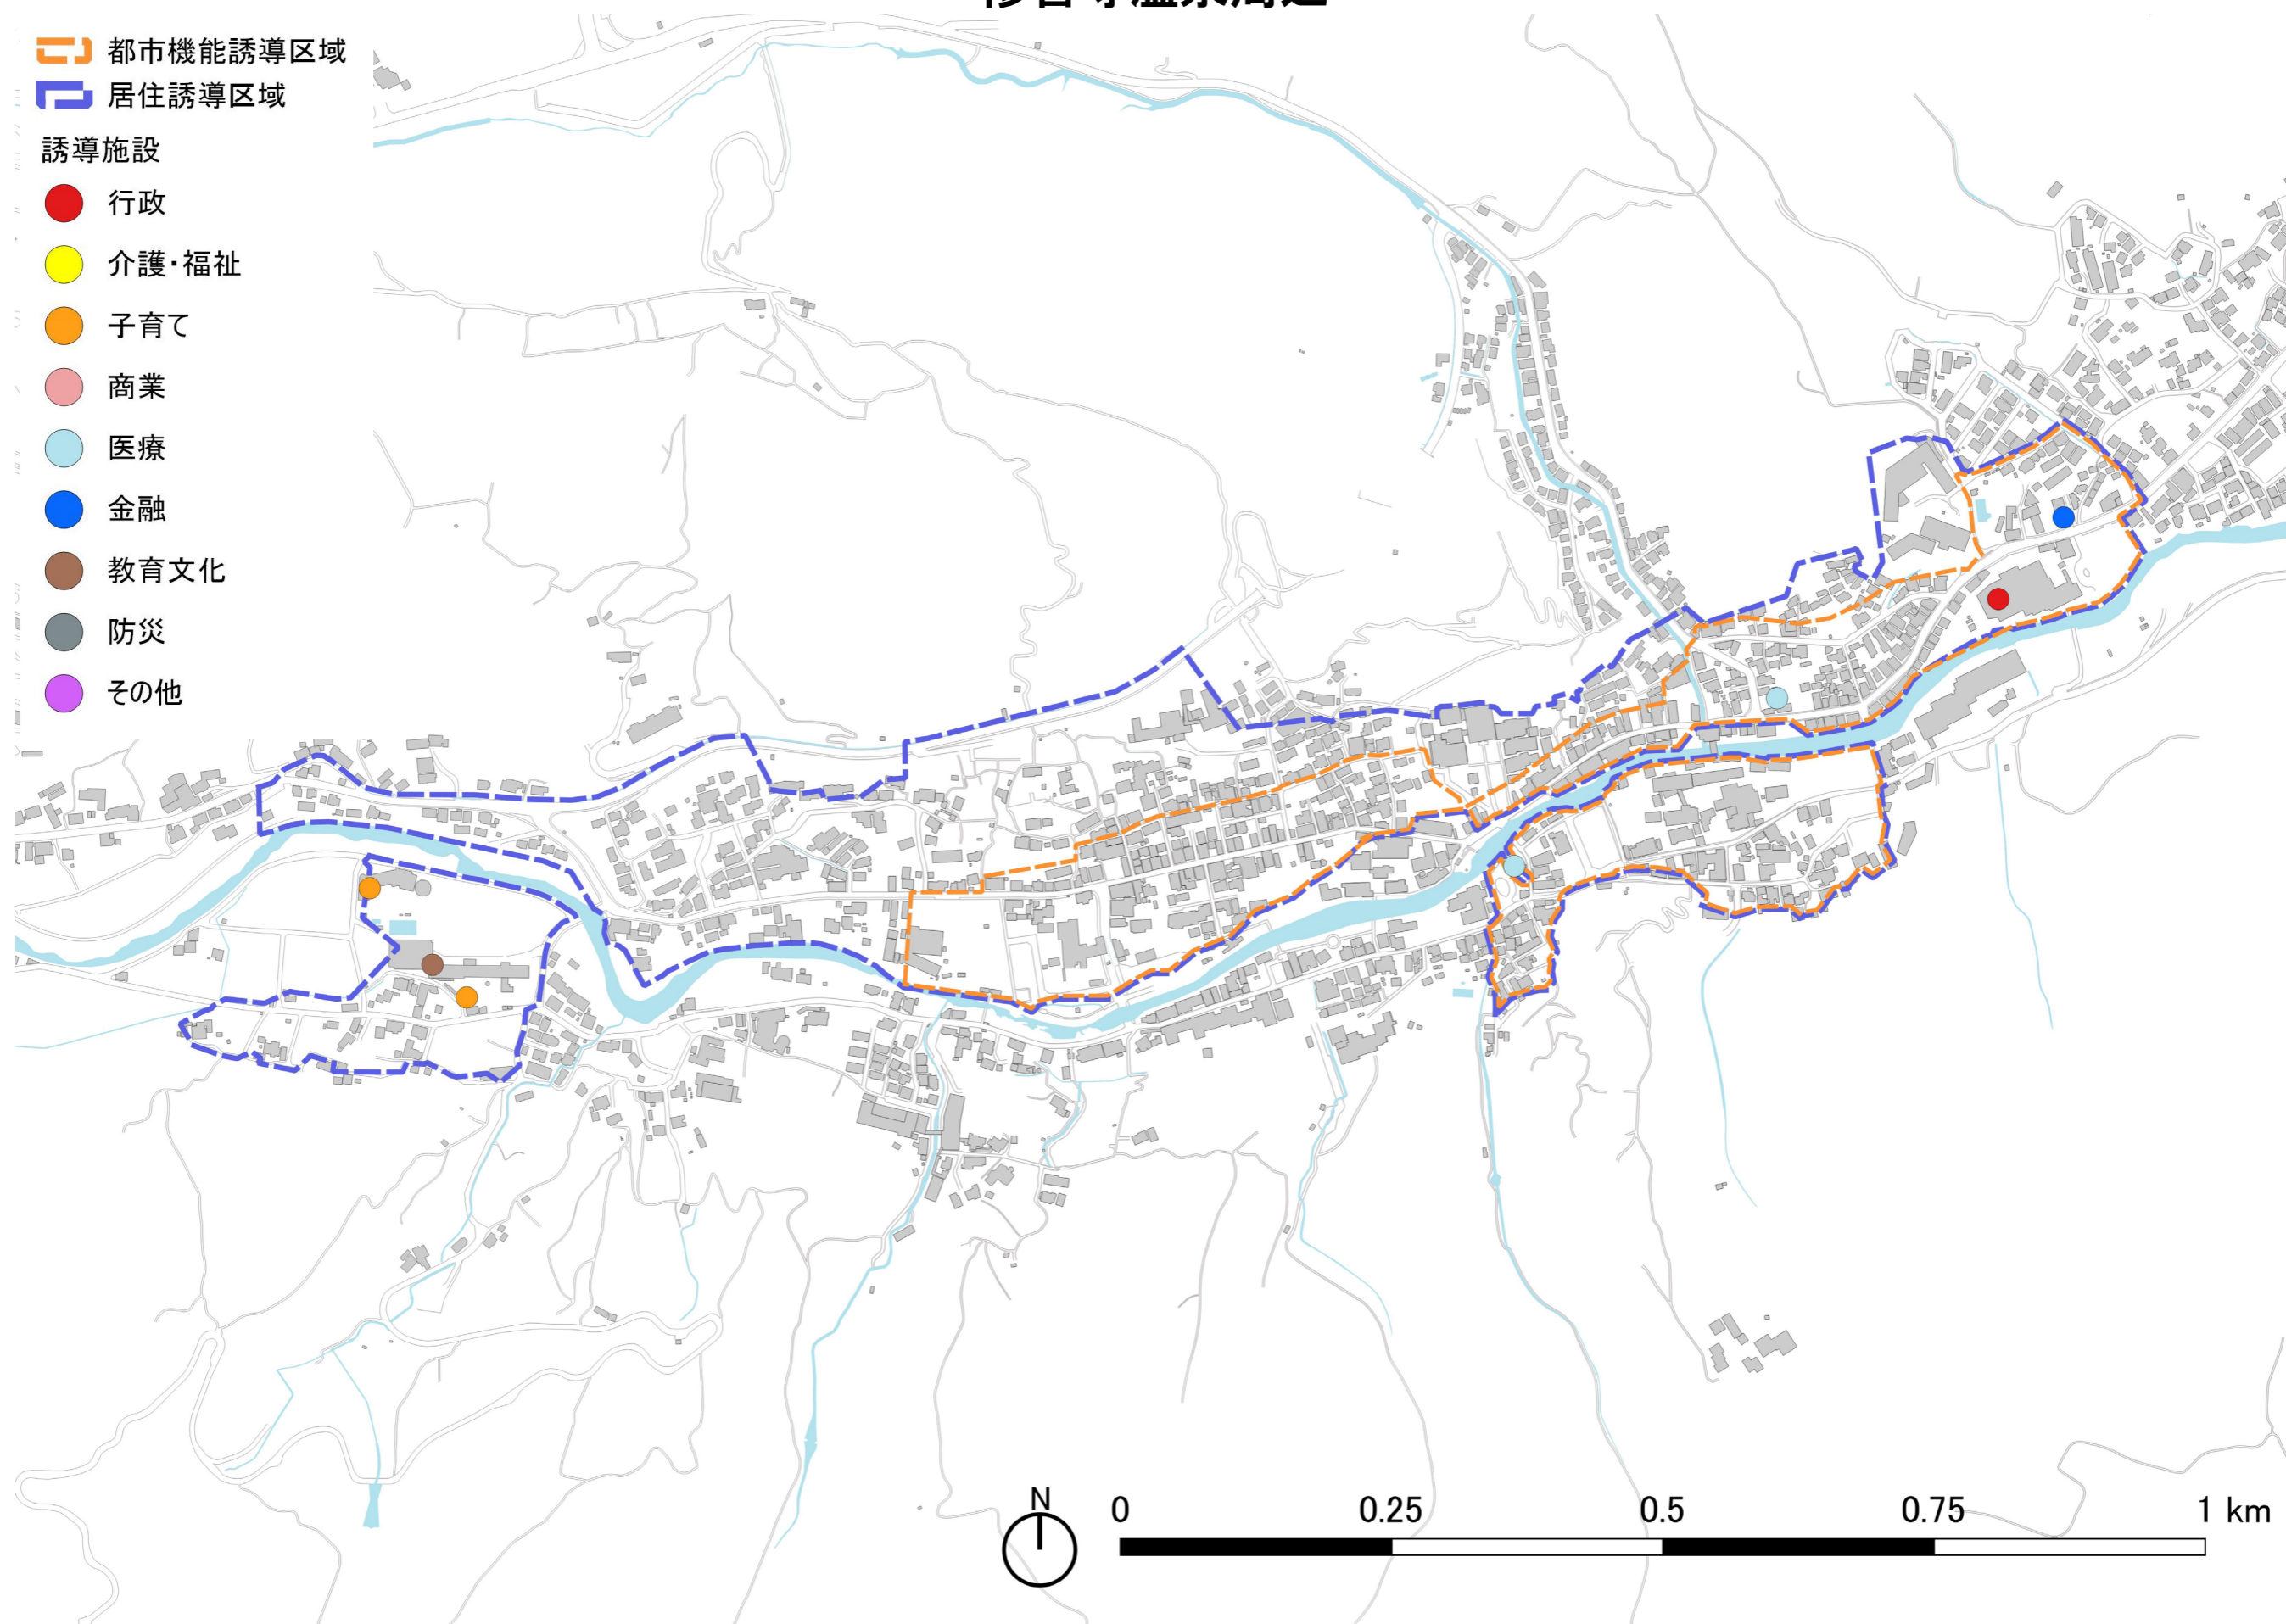 都市機能誘導区域
居住誘導区域
誘導施設
行政
介護・福祉
子育て
商業
医療
金融
教育文化
防災
その他
N
0 0.25 0.5 0.75 1 km